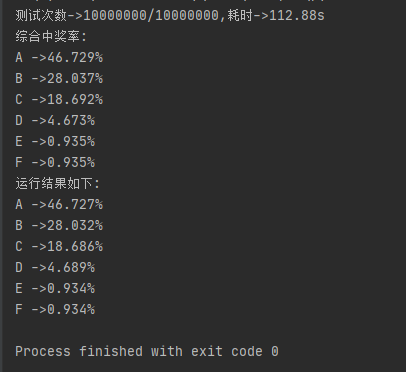 测试次数->10000000/10000000,耗时->112.88s
综合中奖率:
A ->46.729%
B ->28.037%
C ->18.692%
D ->4.673%
E ->0.935%
F ->0.935%
运行结果如下:
A ->46.727%
B ->28.032%
C ->18.686%
D ->4.689%
E ->0.934%
F ->0.934%
Process finished with exit code 0